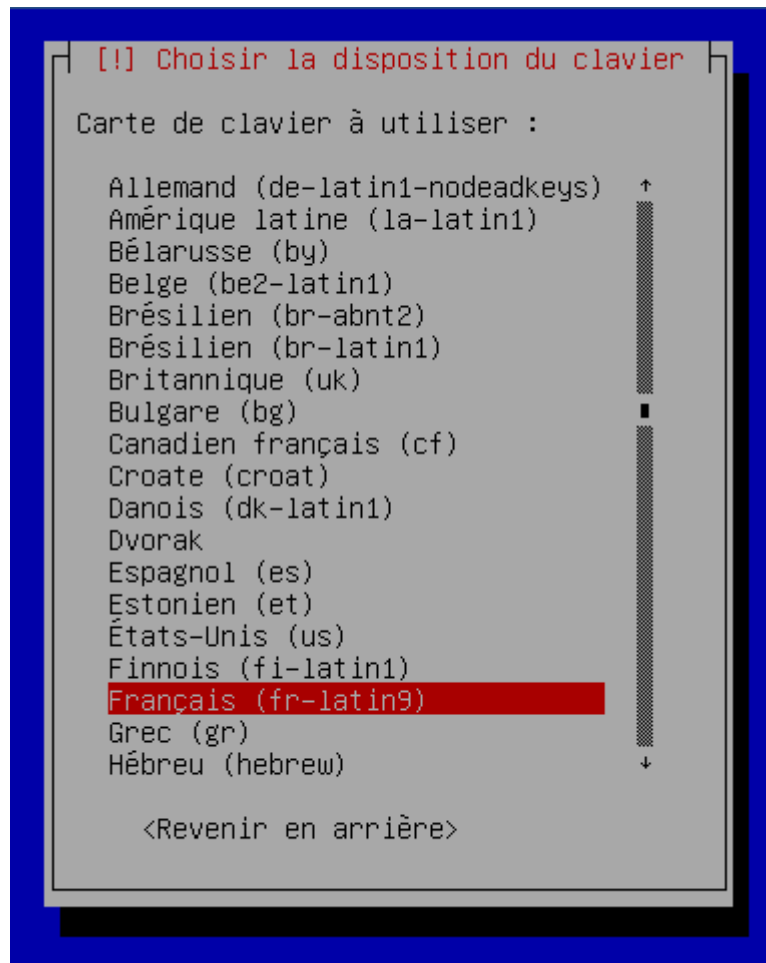 [!] Choisir la disposition du clavier
Carte de clavier à utiliser :
Allemand (de-latin1-nodeadkeys)
Amérique latine (la-latin1)
Bélarusse (by)
Belge (be2-latin1)
Brésilien (br-abnt2)
Brésilien (br-latin1)
Britannique (uk)
Bulgare (bg)
Canadien français (cf)
Croate (croat)
Danois (dk-latin1)
Dvorak
Espagnol (es)
Estonien (et)
États-Unis (us)
Finnois (fi-latin1)
Français (fr-latin9)
Grec (gr)
Hébreu (hebrew)
<Revenir en arrière>